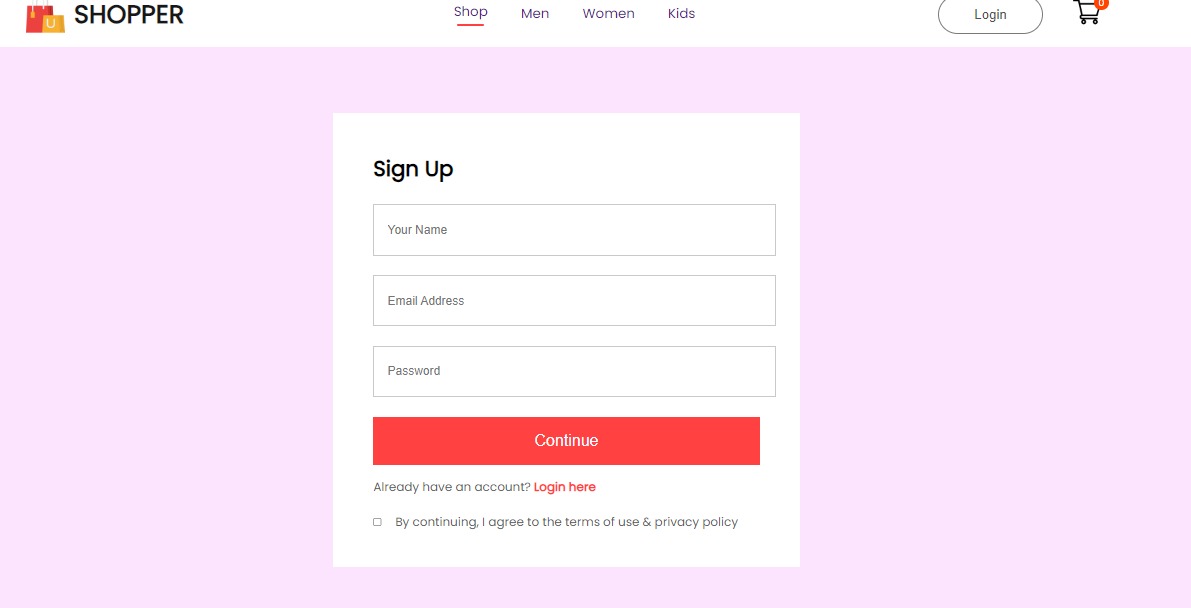 U
SHOPPER
Shop
Men
Women
Kids
Login
0
Sign Up
Your Name
Email Address
Password
Continue
Already have an account? Login here
By continuing, I agree to the terms of use & privacy policy